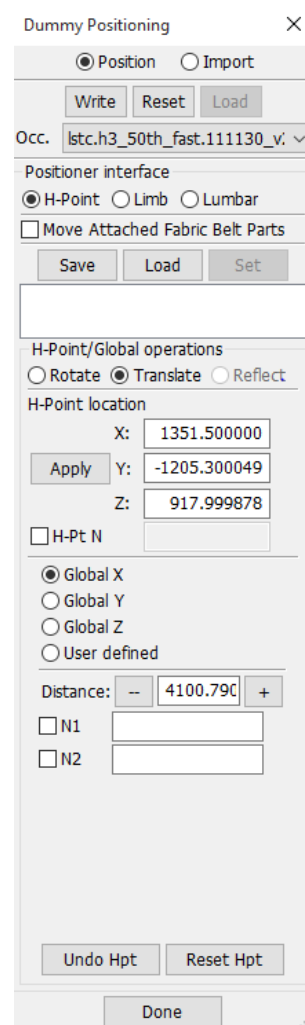 Dummy Positioning
Position Import
Write Reset Load
Occ. lstc.h3_50th_fast.111130_v
Positioner interface
H-Point Limb Lumbar
Move Attached Fabric Belt Parts
Save Load Set
H-Point/Global operations
Rotate Translate Reflect
H-Point location
X: 1351.500000
Apply Y: -1205.300049
Z: 917.999878
H-Pt N
Global X
Global Y
Global Z
User defined
Distance: -- 4100.790 +
N1
N2
Undo Hpt Reset Hpt
Done